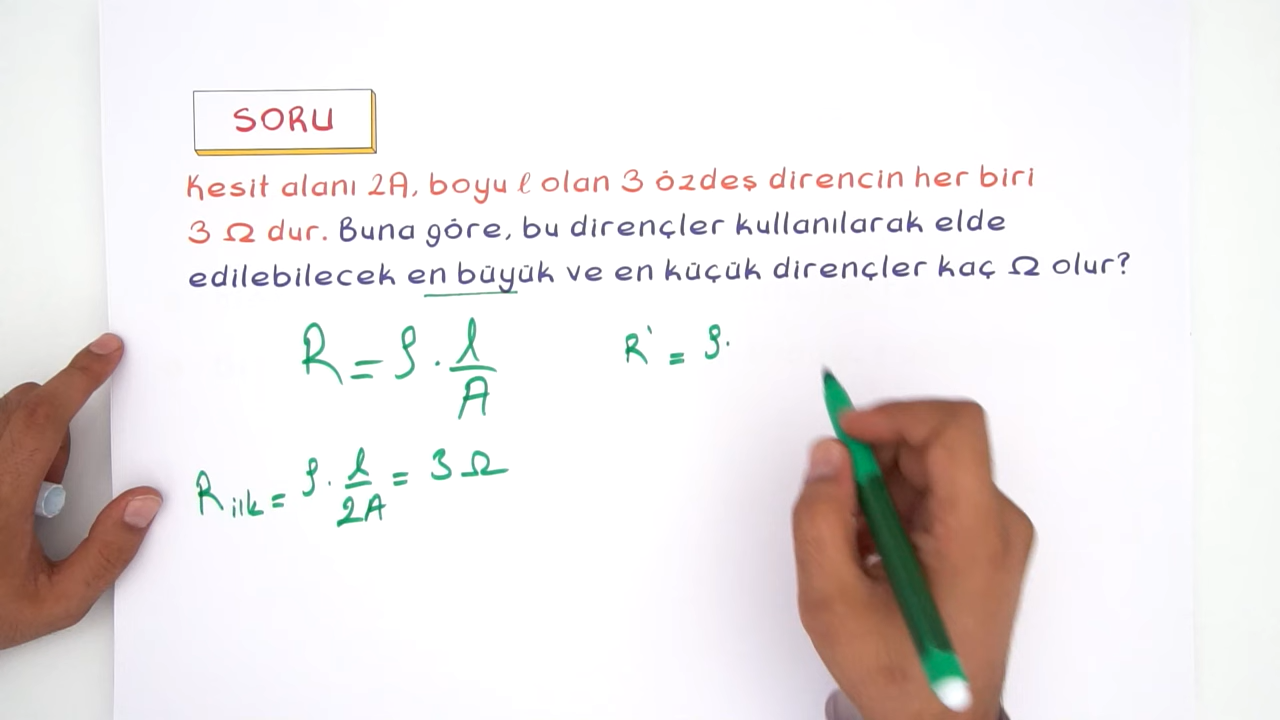 SORU
Kesit alanı 2A, boyu ℓ olan 3 özdeş direncin her biri
3 Ω dur. Buna göre, bu dirençler kullanılarak elde
edilebilecek en büyük ve en küçük dirençler kaç Ω olur?
R = ρ · ℓ / A
R' = ρ ·
R ilk = ρ · ℓ / 2A = 3 Ω